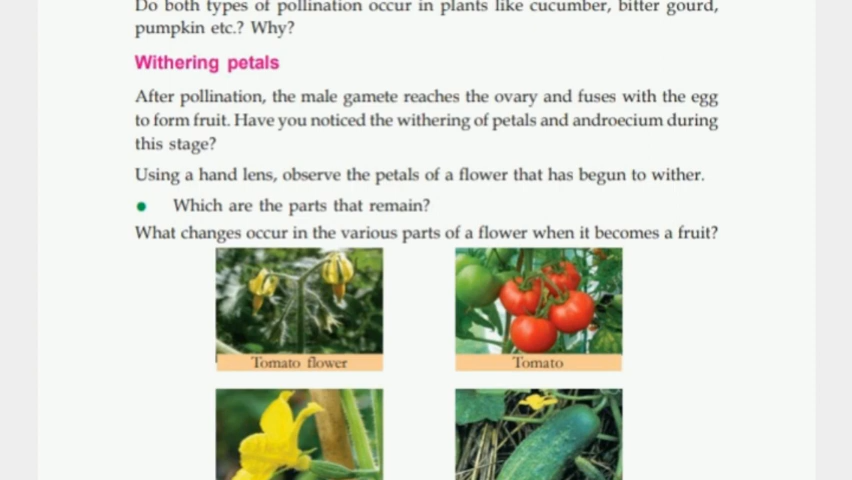 Do both types of pollination occur in plants like cucumber, bitter gourd,
pumpkin etc.? Why?
Withering petals
After pollination, the male gamete reaches the ovary and fuses with the egg
to form fruit. Have you noticed the withering of petals and androecium during
this stage?
Using a hand lens, observe the petals of a flower that has begun to wither.
● Which are the parts that remain?
What changes occur in the various parts of a flower when it becomes a fruit?
Tomato flower
Tomato